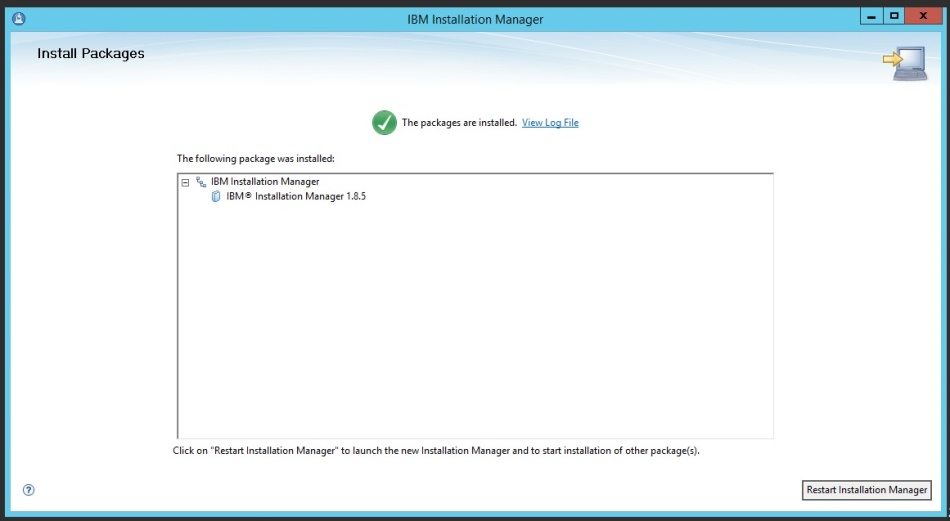 IBM Installation Manager
Install Packages
The packages are installed. View Log File
The following package was installed:
IBM Installation Manager
IBM® Installation Manager 1.8.5
Click on "Restart Installation Manager" to launch the new Installation Manager and to start installation of other package(s).
Restart Installation Manager